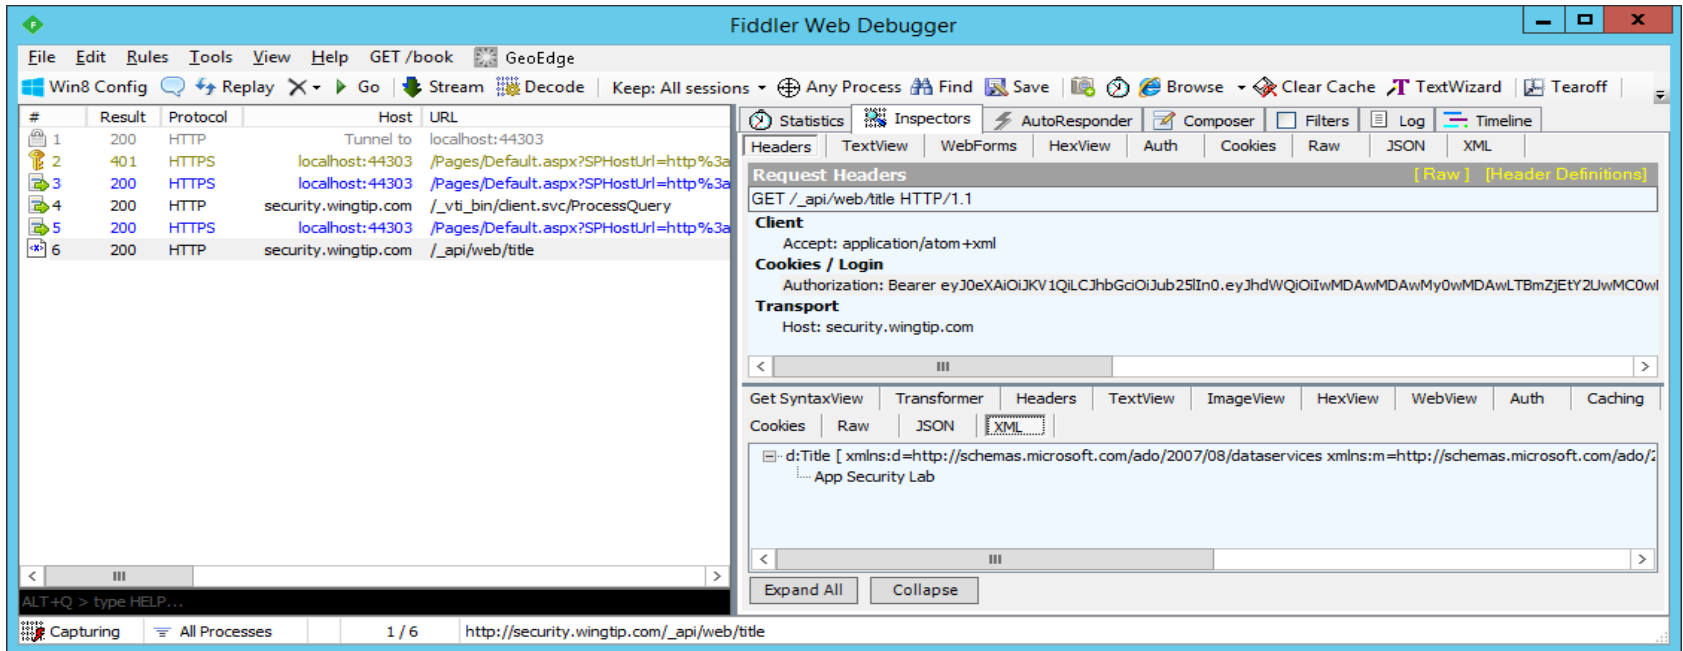 Fiddler Web Debugger
File Edit Rules Tools View Help GET /book GeoEdge
Win8 Config Replay Go Stream Decode Keep: All sessions Any Process Find Save Browse Clear Cache TextWizard Tearoff
# Result Protocol Host URL
1 200 HTTP Tunnel to localhost:44303
2 401 HTTPS localhost:44303 /Pages/Default.aspx?SPHostUrl=http%3a
3 200 HTTPS localhost:44303 /Pages/Default.aspx?SPHostUrl=http%3a
4 200 HTTP security.wingtip.com /_vti_bin/client.svc/ProcessQuery
5 200 HTTPS localhost:44303 /Pages/Default.aspx?SPHostUrl=http%3a
6 200 HTTP security.wingtip.com /_api/web/title
ALT+Q > type HELP...
Statistics Inspectors AutoResponder Composer Filters Log Timeline
Headers TextView WebForms HexView Auth Cookies Raw JSON XML
Request Headers [ Raw ] [Header Definitions]
GET /_api/web/title HTTP/1.1
Client
Accept: application/atom+xml
Cookies / Login
Authorization: Bearer eyJ0eXAiOiJKV1QiLCJhbGciOiJub25lIn0.eyJhdWQiOiIwMDAwMDAwMy0wMDAwLTBmZjEtY2UwMC0wI
Transport
Host: security.wingtip.com
Get SyntaxView Transformer Headers TextView ImageView HexView WebView Auth Caching
Cookies Raw JSON XML
d:Title [ xmlns:d=http://schemas.microsoft.com/ado/2007/08/dataservices xmlns:m=http://schemas.microsoft.com/ado/2
App Security Lab
Expand All Collapse
Capturing All Processes 1 / 6 http://security.wingtip.com/_api/web/title